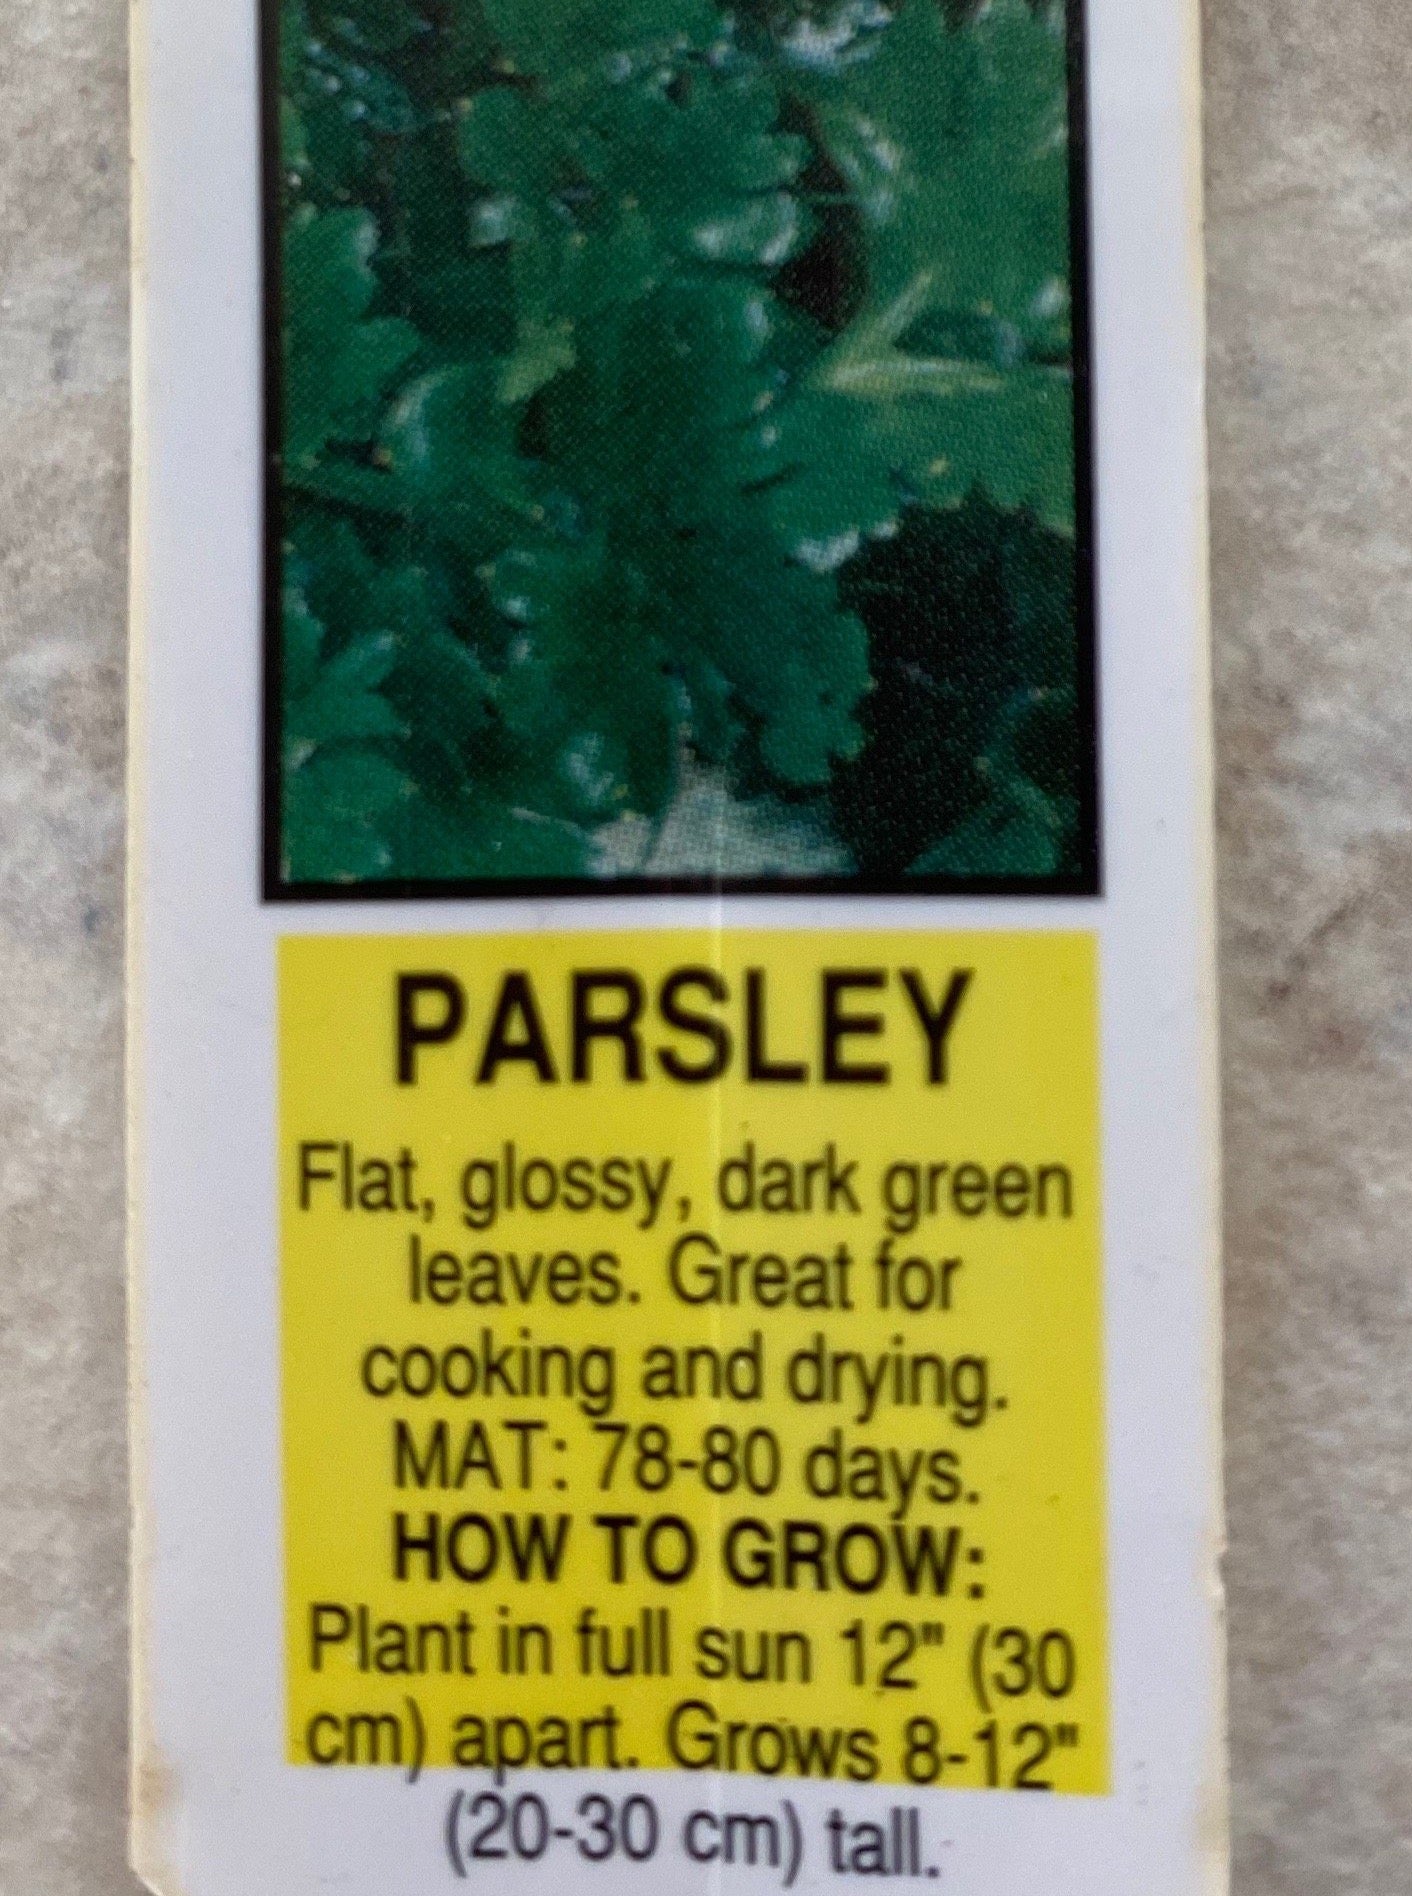 PARSLEY
Flat, glossy, dark green
leaves. Great for
cooking and drying.
MAT: 78-80 days.
HOW TO GROW:
Plant in full sun 12" (30
cm) apart. Grows 8-12"
(20-30 cm) tall.